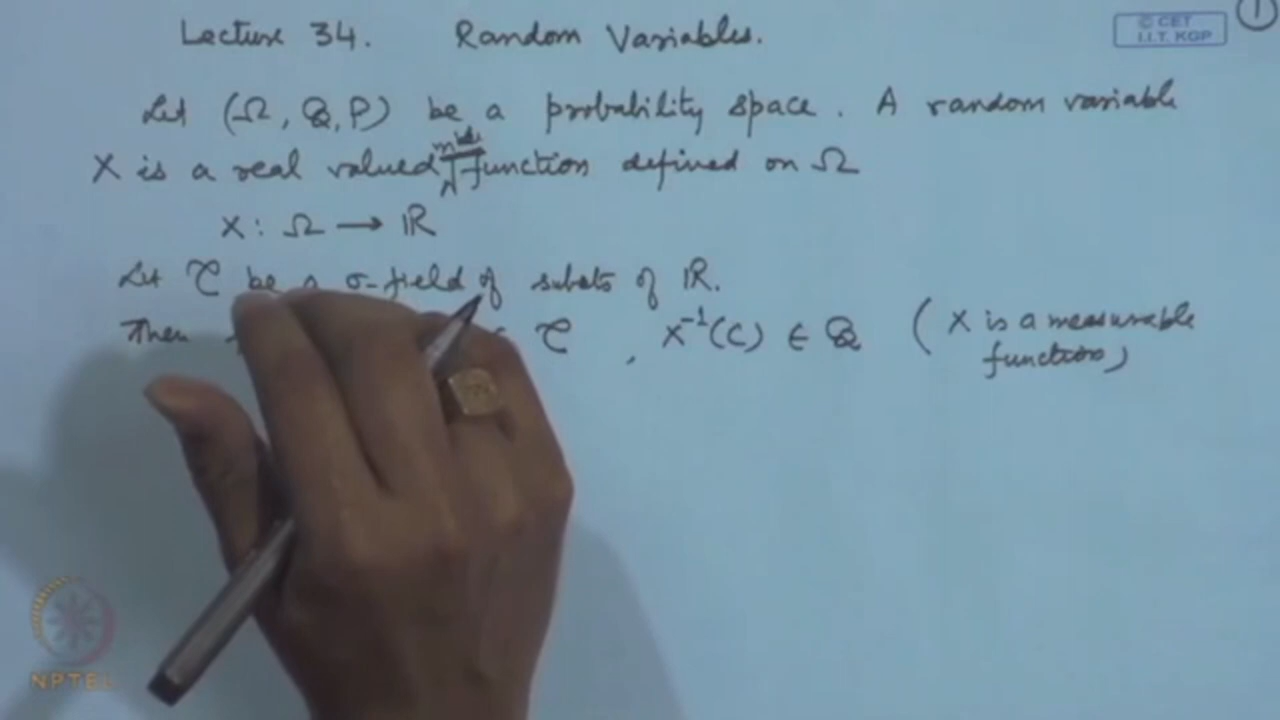 Lecture 34. Random Variables.
© CET
I.I.T. KGP
1
Let (Ω, Q, P) be a probability space. A random variable
X is a real valued function defined on Ω
X : Ω → ℝ
Let 𝒞 be a σ-field of subsets of ℝ.
Then 𝒞, X⁻¹(C) ∈ Q (X is a measurable
function)
NPTEL